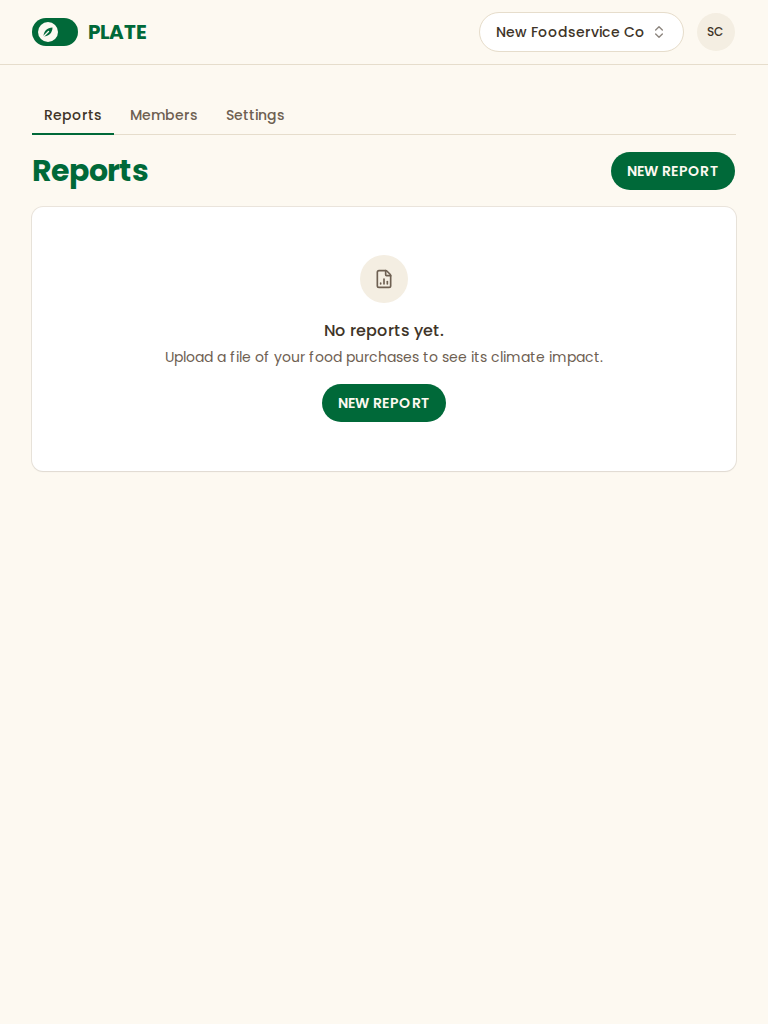 PLATE
New Foodservice Co
SC
Reports
Members
Settings
Reports
NEW REPORT
No reports yet.
Upload a file of your food purchases to see its climate impact.
NEW REPORT